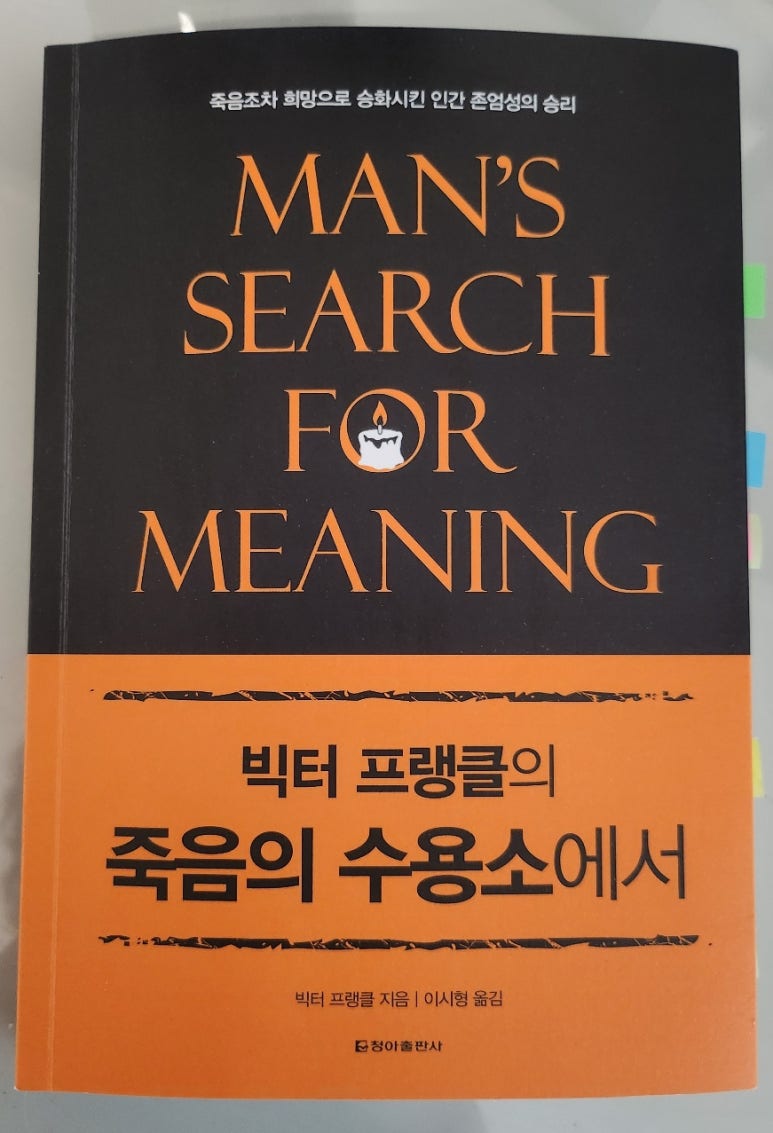 죽음조차 희망으로 승화시킨 인간 존엄성의 승리
MAN'S
SEARCH
FOR
MEANING
빅터 프랭클의
죽음의 수용소에서
빅터 프랭클 지음 | 이시형 옮김
청아출판사